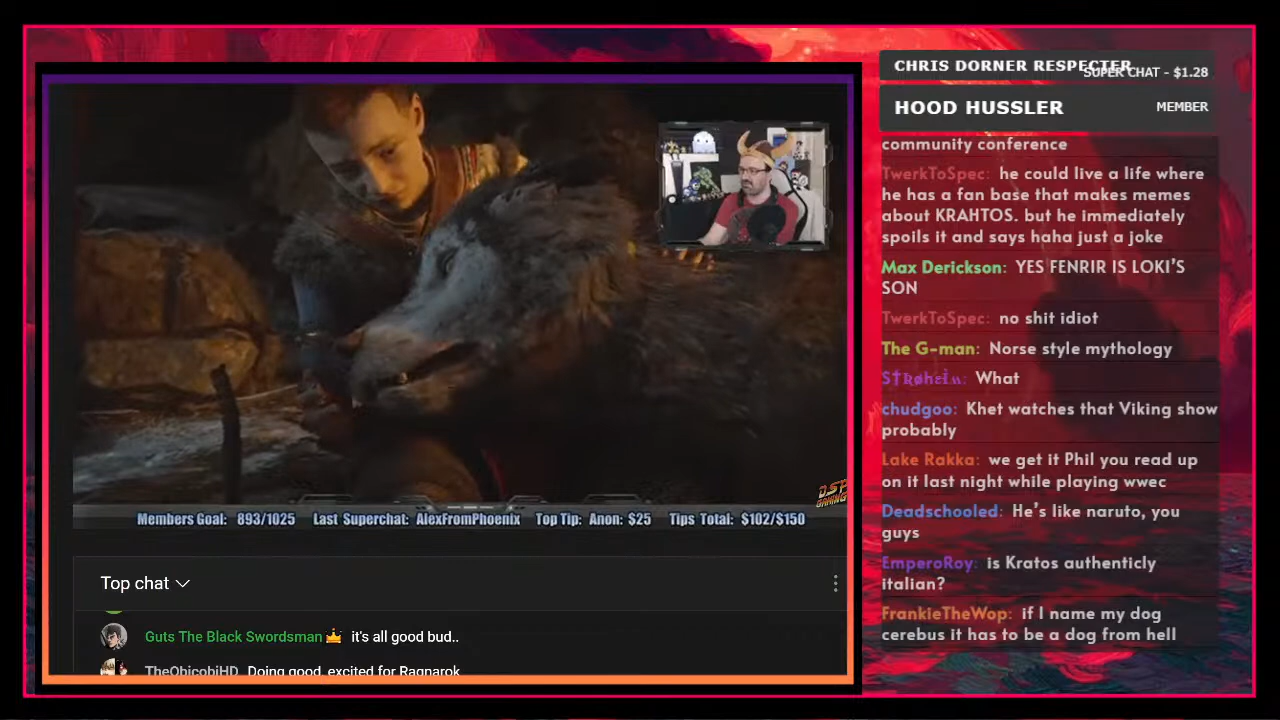 CHRIS DORNER RESPECTER
SUPER CHAT - $1.28
HOOD HUSSLER
MEMBER
community conference
TwerkToSpec: he could live a life where
he has a fan base that makes memes
about KRAHTOS. but he immediately
spoils it and says haha just a joke
Max Derickson: YES FENRIR IS LOKI'S
SON
TwerkToSpec: no shit idiot
The G-man: Norse style mythology
What
chudgoo: Khet watches that Viking show
probably
Lake Rakka: we get it Phil you read up
on it last night while playing wwec
Deadschooled: He's like naruto, you
guys
EmperoRoy: is Kratos authenticly
italian?
FrankieTheWop: if I name my dog
cerebus it has to be a dog from hell
DSP
GAMING
Members Goal: 893/1025 Last Superchat: AlexFromPhoenix Top Tip: Anon: $25 Tips Total: $102/$150
Top chat
Guts The Black Swordsman it's all good bud..
TheObicobiHD Doing good, excited for Ragnarok